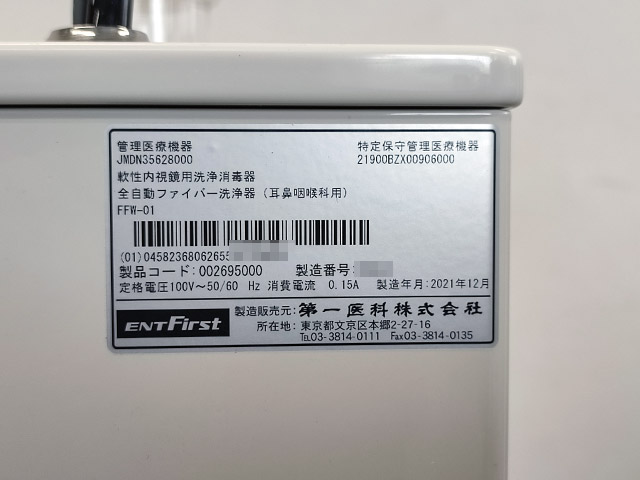 管理医療機器 特定保守管理医療機器
JMDN35628000 21900BZX00906000
軟性内視鏡用洗浄消毒器
全自動ファイバー洗浄器（耳鼻咽喉科用）
FFW-01
(01)04582368062655
製品コード：002695000 製造番号：
定格電圧100V～50/60 Hz 消費電流 0.15A 製造年月：2021年12月
ENTFirst 製造販売元：第一医科株式会社
所在地：東京都文京区本郷2-27-16
TEL03-3814-0111 Fax03-3814-0135